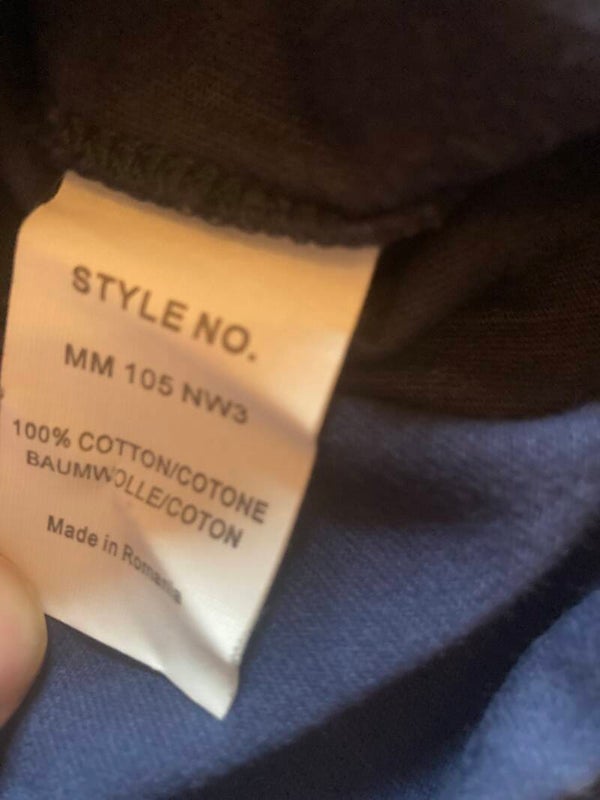 STYLE NO.
MM 105 NW3
100% COTTON/COTONE
BAUMWOLLE/COTON
Made in Romania